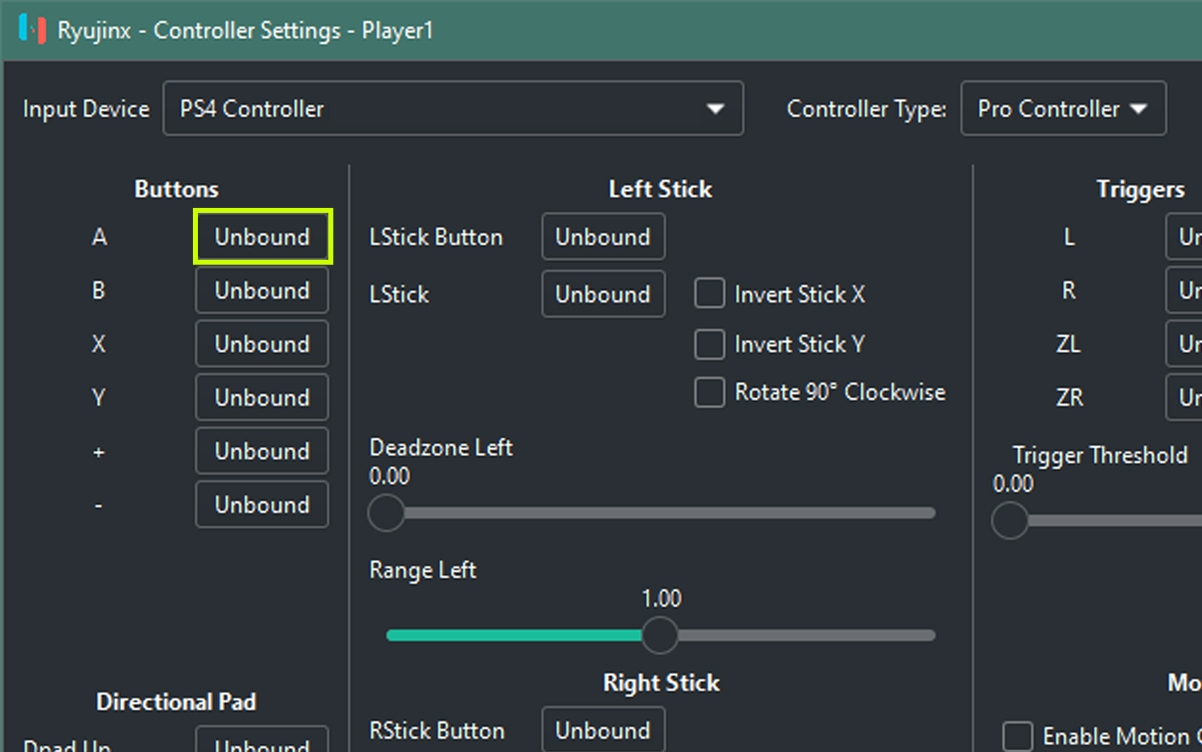 Ryujinx - Controller Settings - Player1
Input Device PS4 Controller Controller Type: Pro Controller
Buttons
A Unbound
B Unbound
X Unbound
Y Unbound
+ Unbound
- Unbound
Directional Pad
Dpad Up Unbound
Left Stick
LStick Button Unbound
LStick Unbound Invert Stick X
Invert Stick Y
Rotate 90° Clockwise
Deadzone Left
0.00
Range Left
1.00
Right Stick
RStick Button Unbound
Triggers
L Un
R Un
ZL Un
ZR Un
Trigger Threshold
0.00
Mo
Enable Motion C